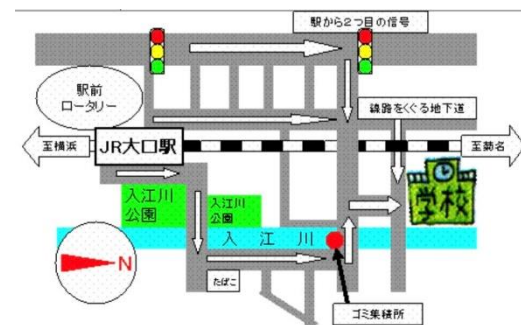 駅から2つ目の信号
駅前
ロータリー
線路をくぐる地下道
至横浜
JR大口駅
至菊名
学校
入江川
公園
入江川
公園
入 江 川
N
たばこ
ゴミ集積所